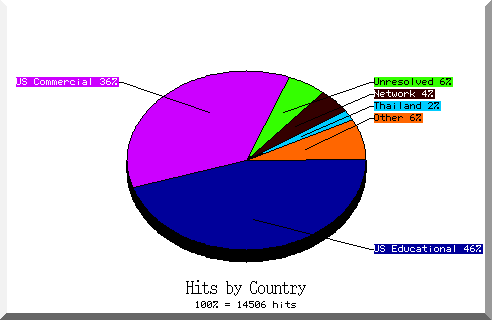 US Commercial 36%
Unresolved 6%
Network 4%
Thailand 2%
Other 6%
US Educational 46%
Hits by Country
100% = 14506 hits